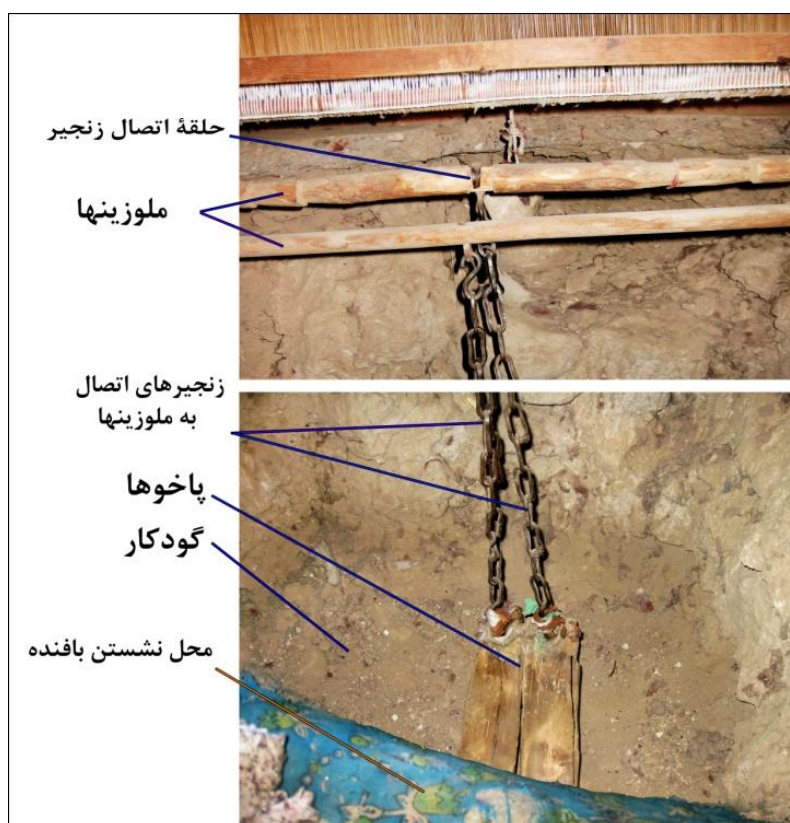 حلقهٔ اتصال زنجیر
ملوزینها
زنجیرهای اتصال
به ملوزینها
پاخوها
گودکار
محل نشستن بافنده